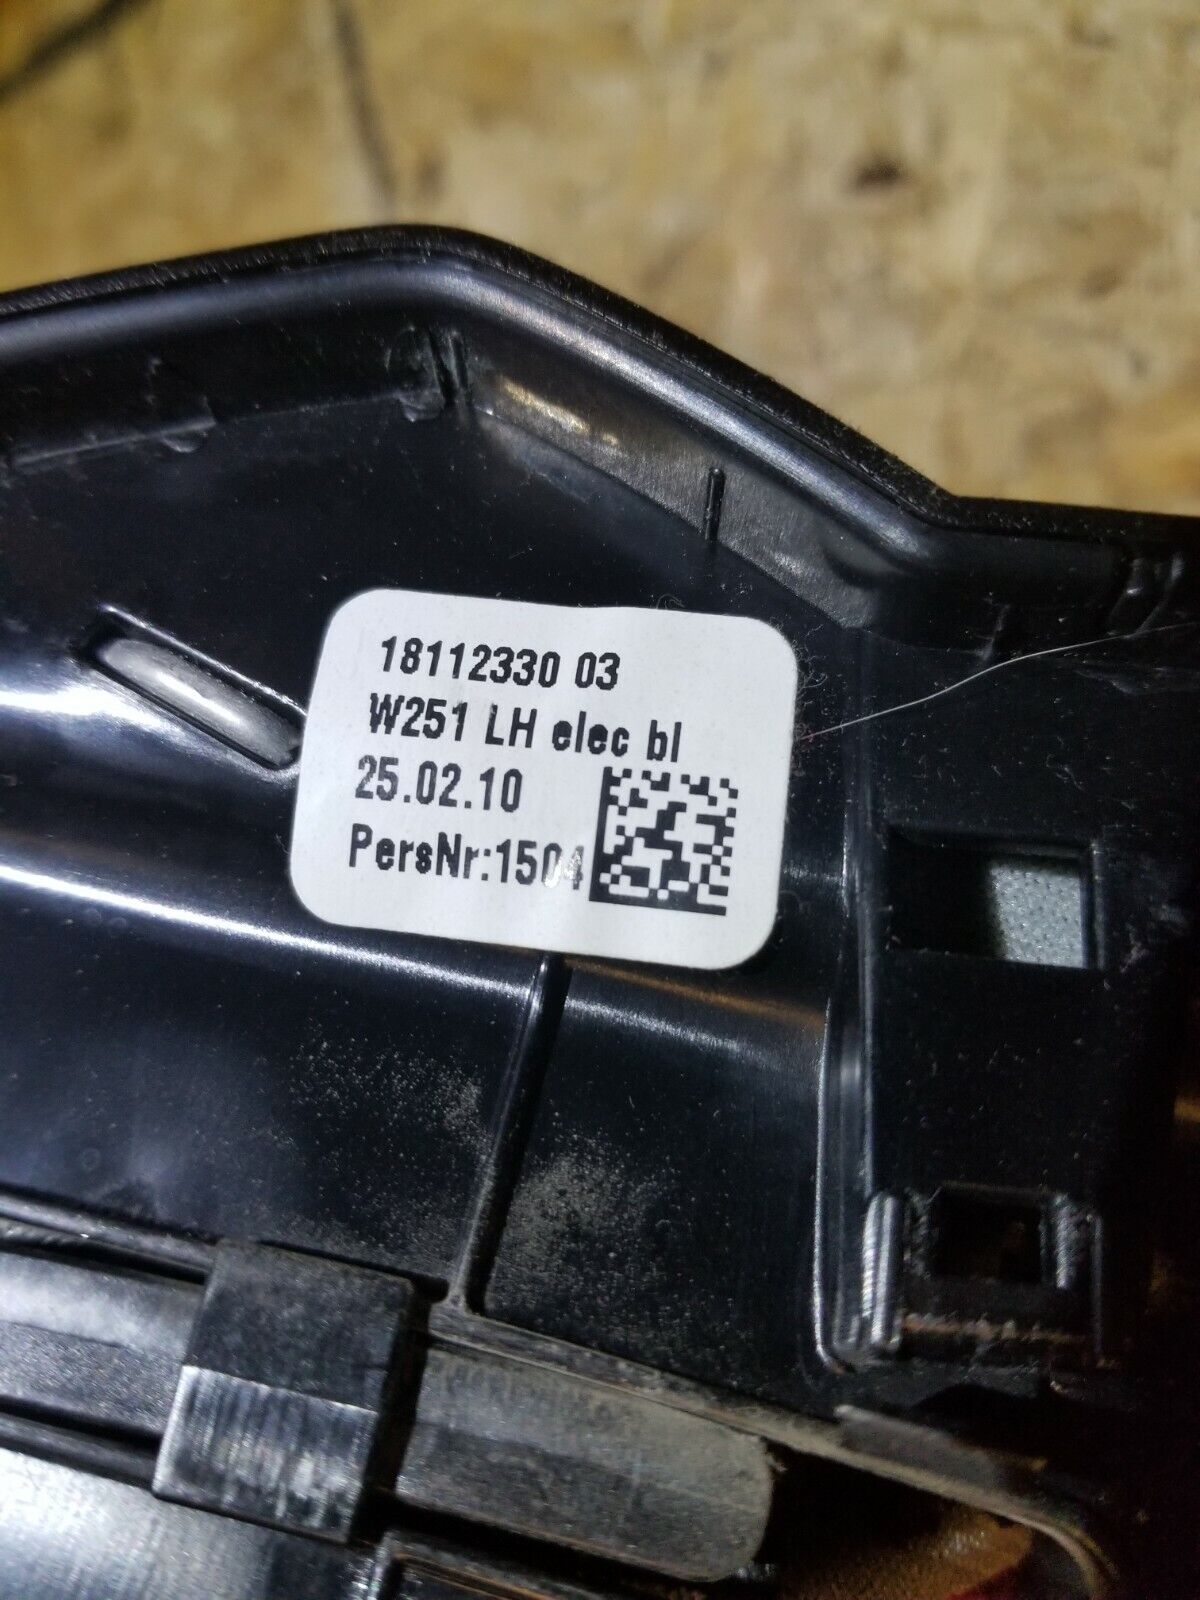 18112330 03
W251 LH elec bl
25.02.10
PersNr:1504